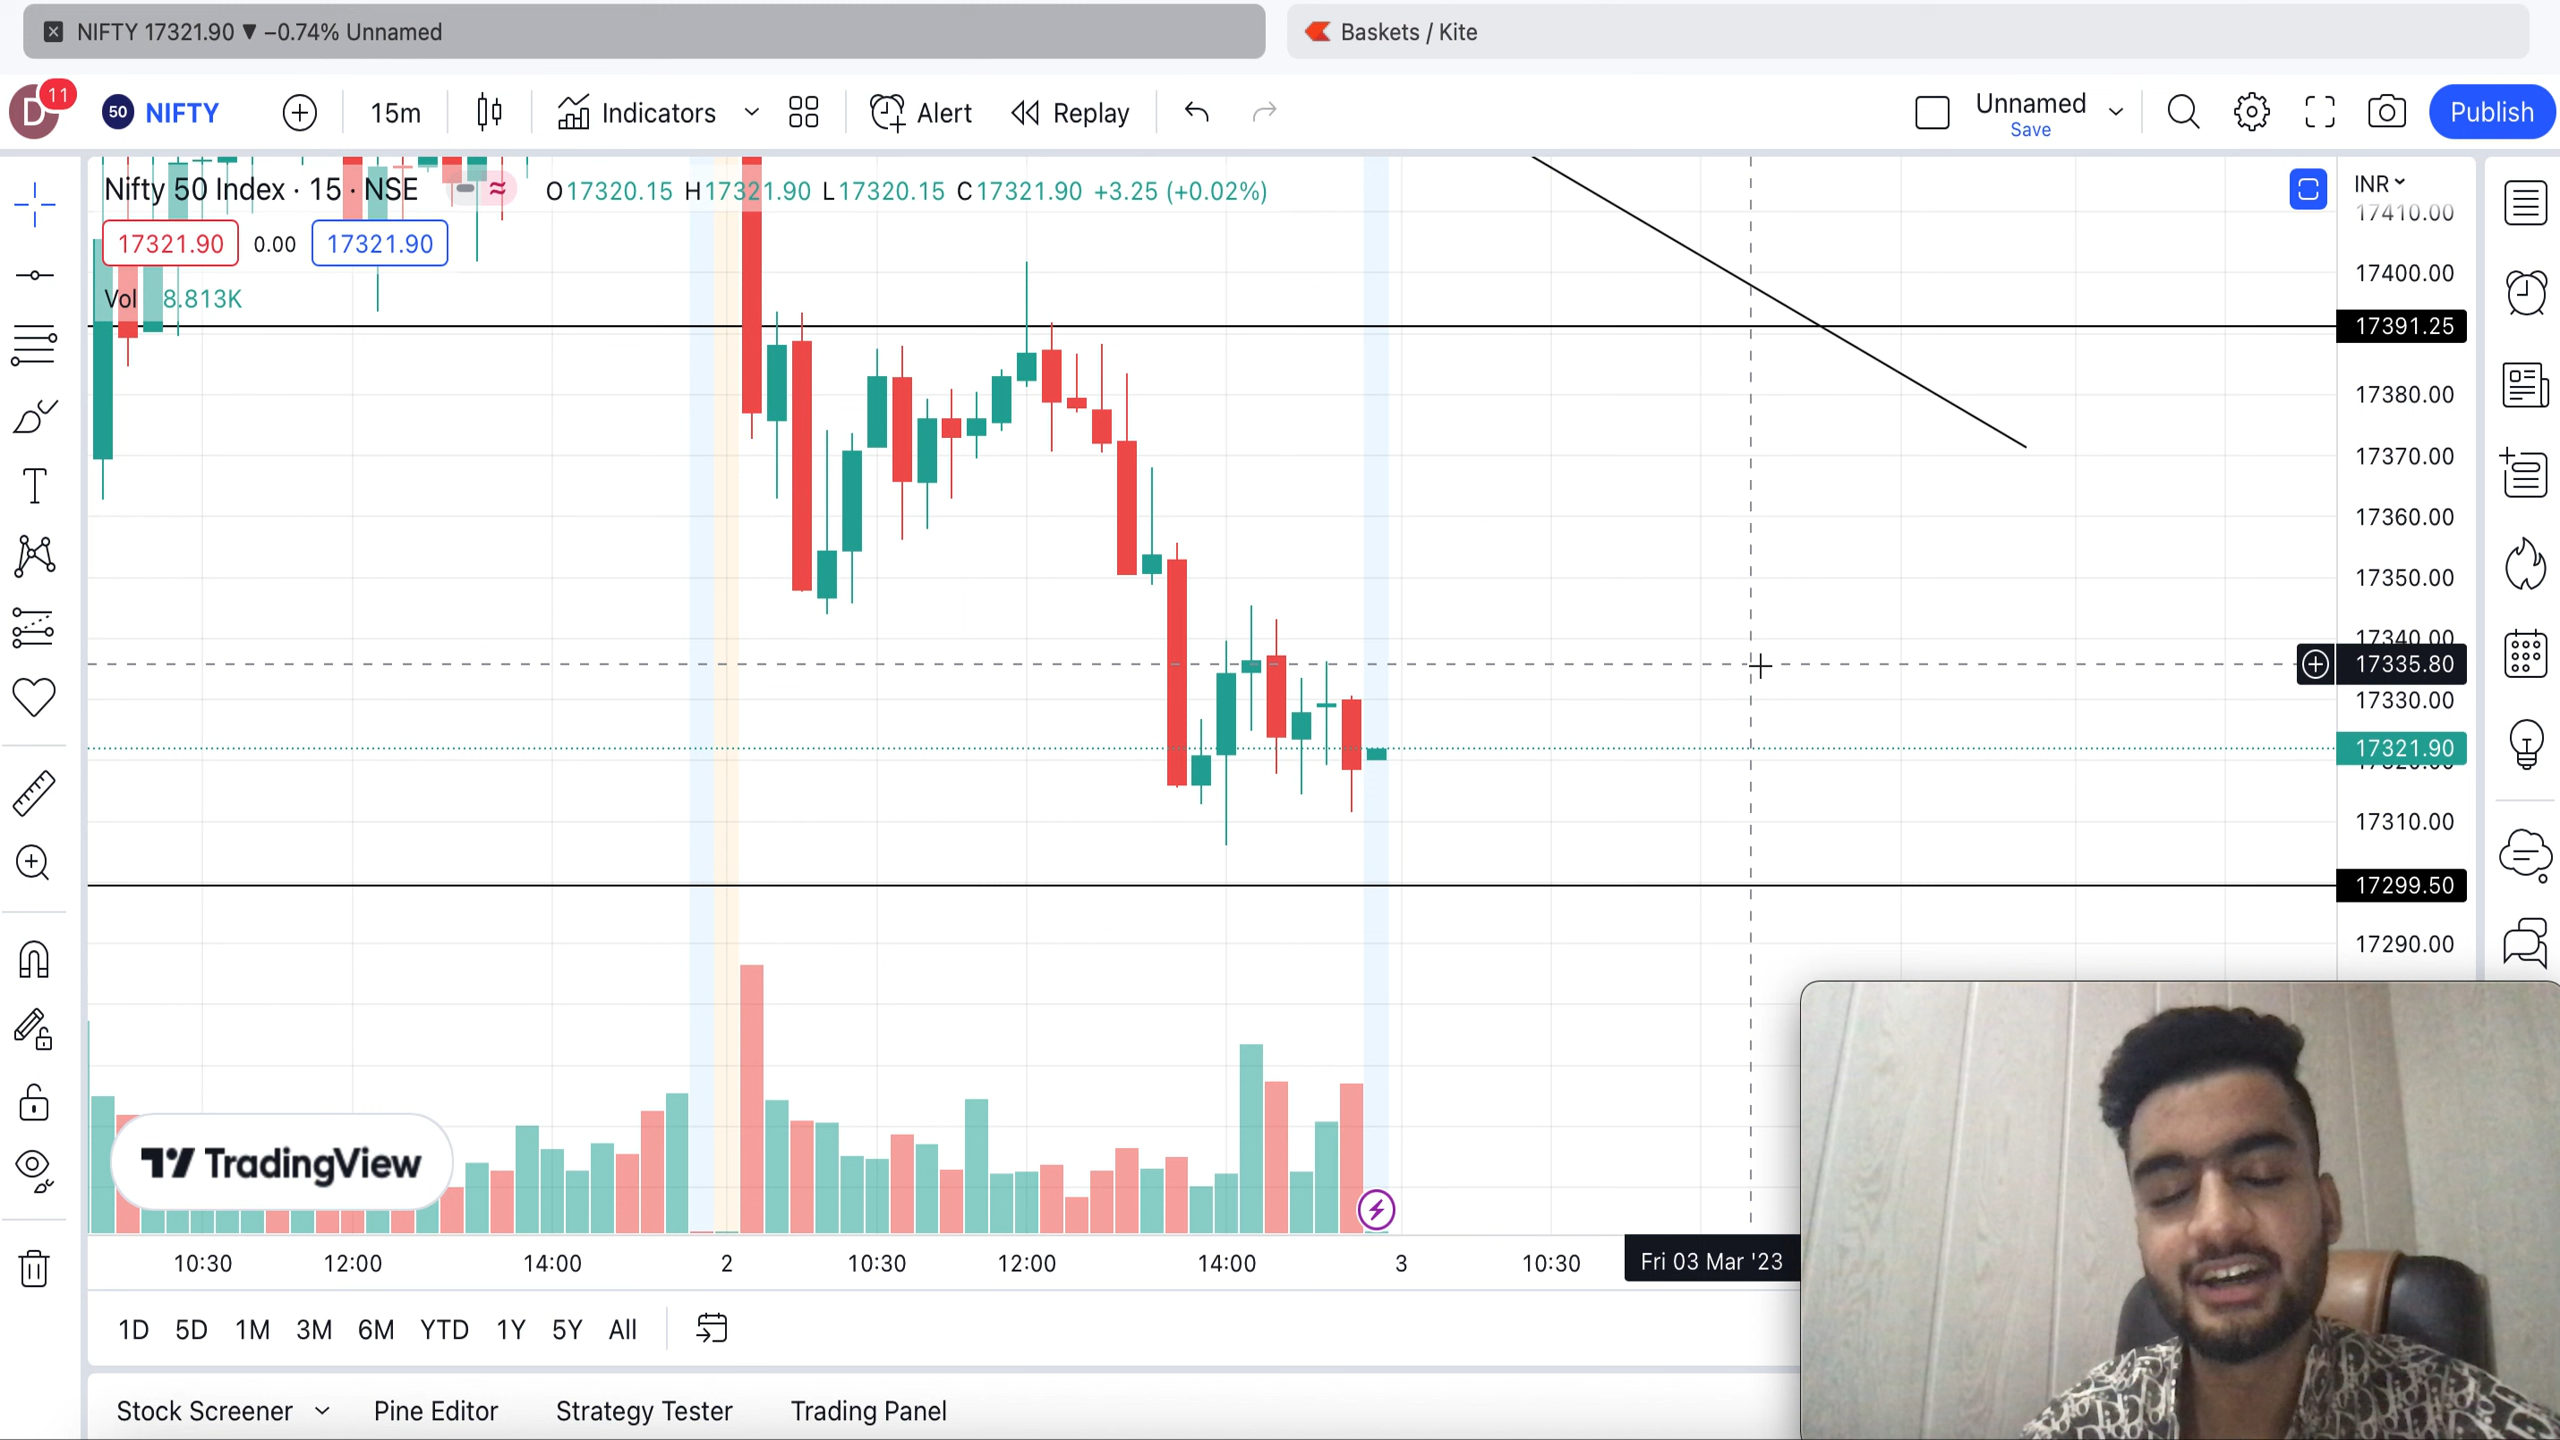 NIFTY 17321.90 ▼ −0.74% Unnamed
Baskets / Kite
D 11
50 NIFTY
15m
Indicators
Alert
Replay
Unnamed
Save
Publish
Nifty 50 Index · 15 · NSE
O17320.15 H17321.90 L17320.15 C17321.90 +3.25 (+0.02%)
17321.90 0.00 17321.90
Vol 8.813K
INR
17410.00
17400.00
17391.25
17380.00
17370.00
17360.00
17350.00
17340.00
17335.80
17330.00
17321.90
17320.00
17310.00
17299.50
17290.00
TradingView
10:30 12:00 14:00 2 10:30 12:00 14:00 3 10:30 Fri 03 Mar '23
1D 5D 1M 3M 6M YTD 1Y 5Y All
Stock Screener Pine Editor Strategy Tester Trading Panel